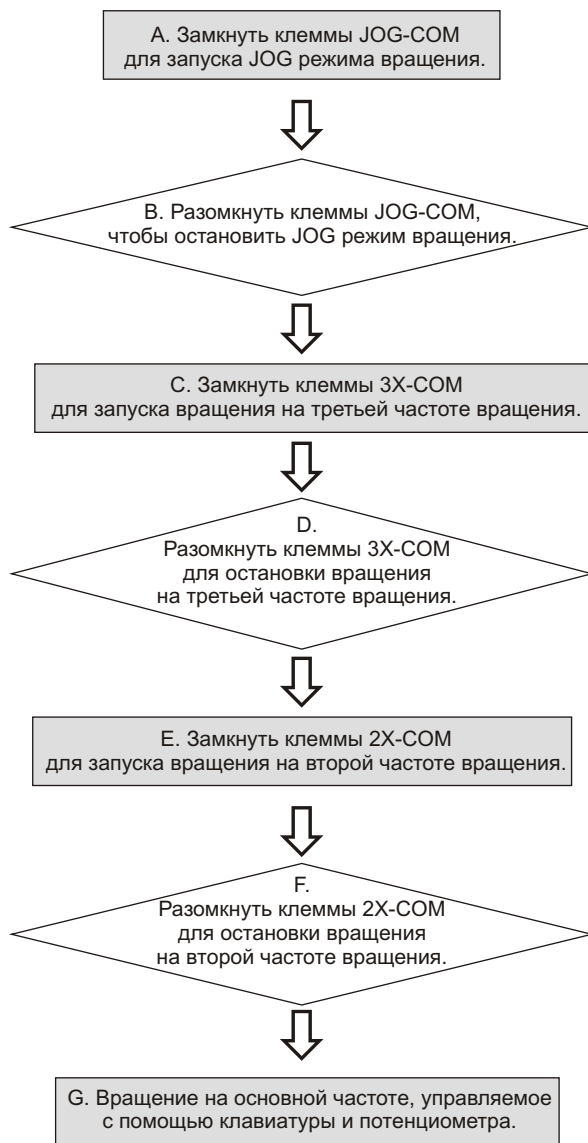 A. Замкнуть клеммы JOG-COM
для запуска JOG режима вращения.
B. Разомкнуть клеммы JOG-COM,
чтобы остановить JOG режим вращения.
C. Замкнуть клеммы 3X-COM
для запуска вращения на третьей частоте вращения.
D.
Разомкнуть клеммы 3X-COM
для остановки вращения
на третьей частоте вращения.
E. Замкнуть клеммы 2X-COM
для запуска вращения на второй частоте вращения.
F.
Разомкнуть клеммы 2X-COM
для остановки вращения
на второй частоте вращения.
G. Вращение на основной частоте, управляемое
с помощью клавиатуры и потенциометра.